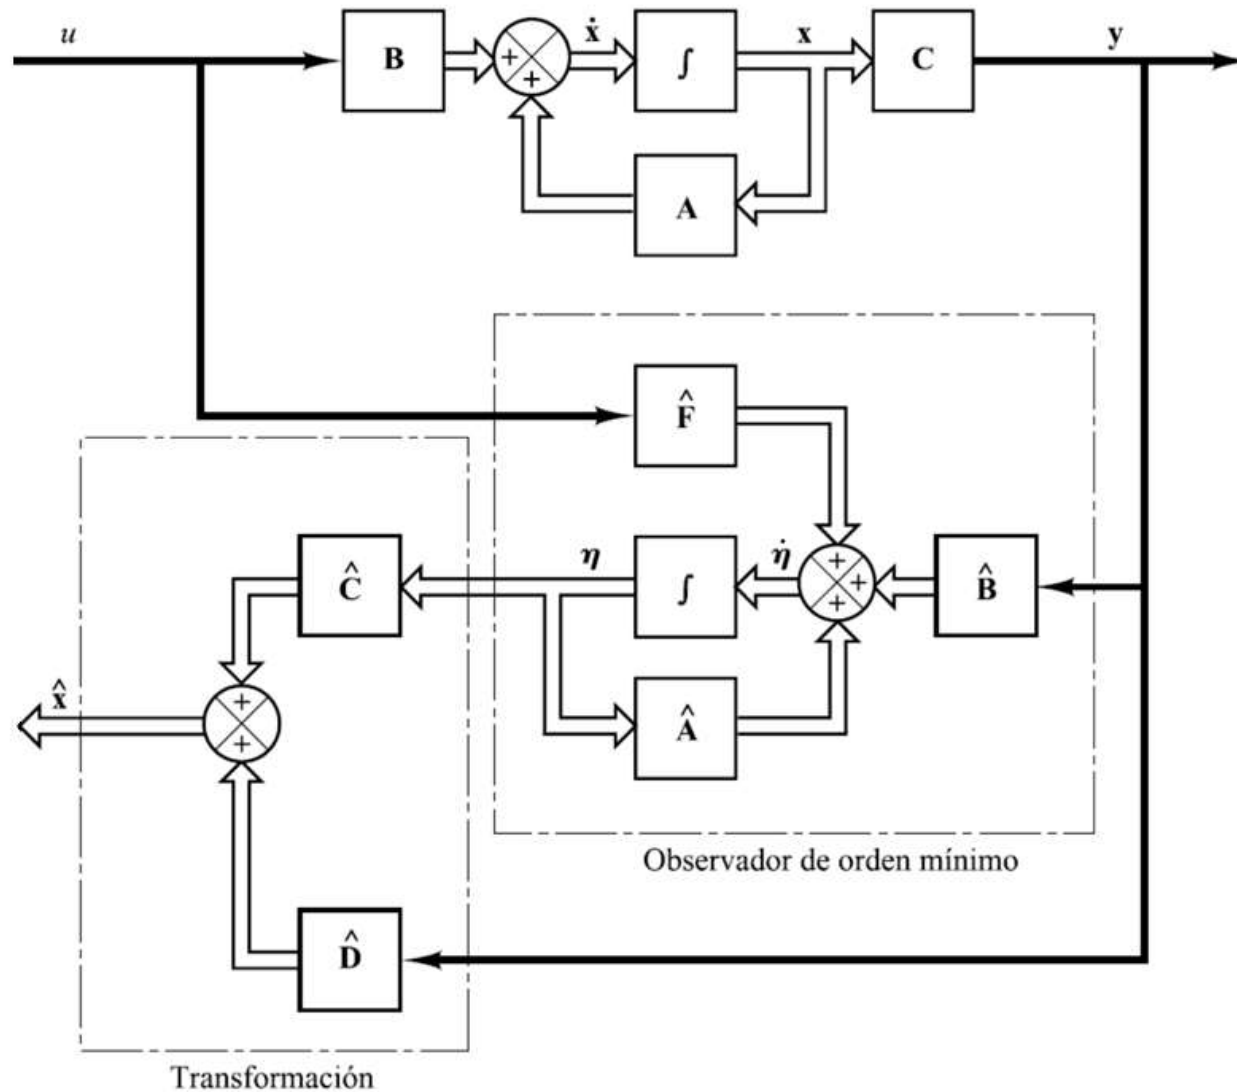 u
B
+
+
ẋ
∫
x
C
y
A
F̂
Ĉ
η
∫
η̇
+
+
+
B̂
x̂
+
+
Â
Observador de orden mínimo
D̂
Transformación